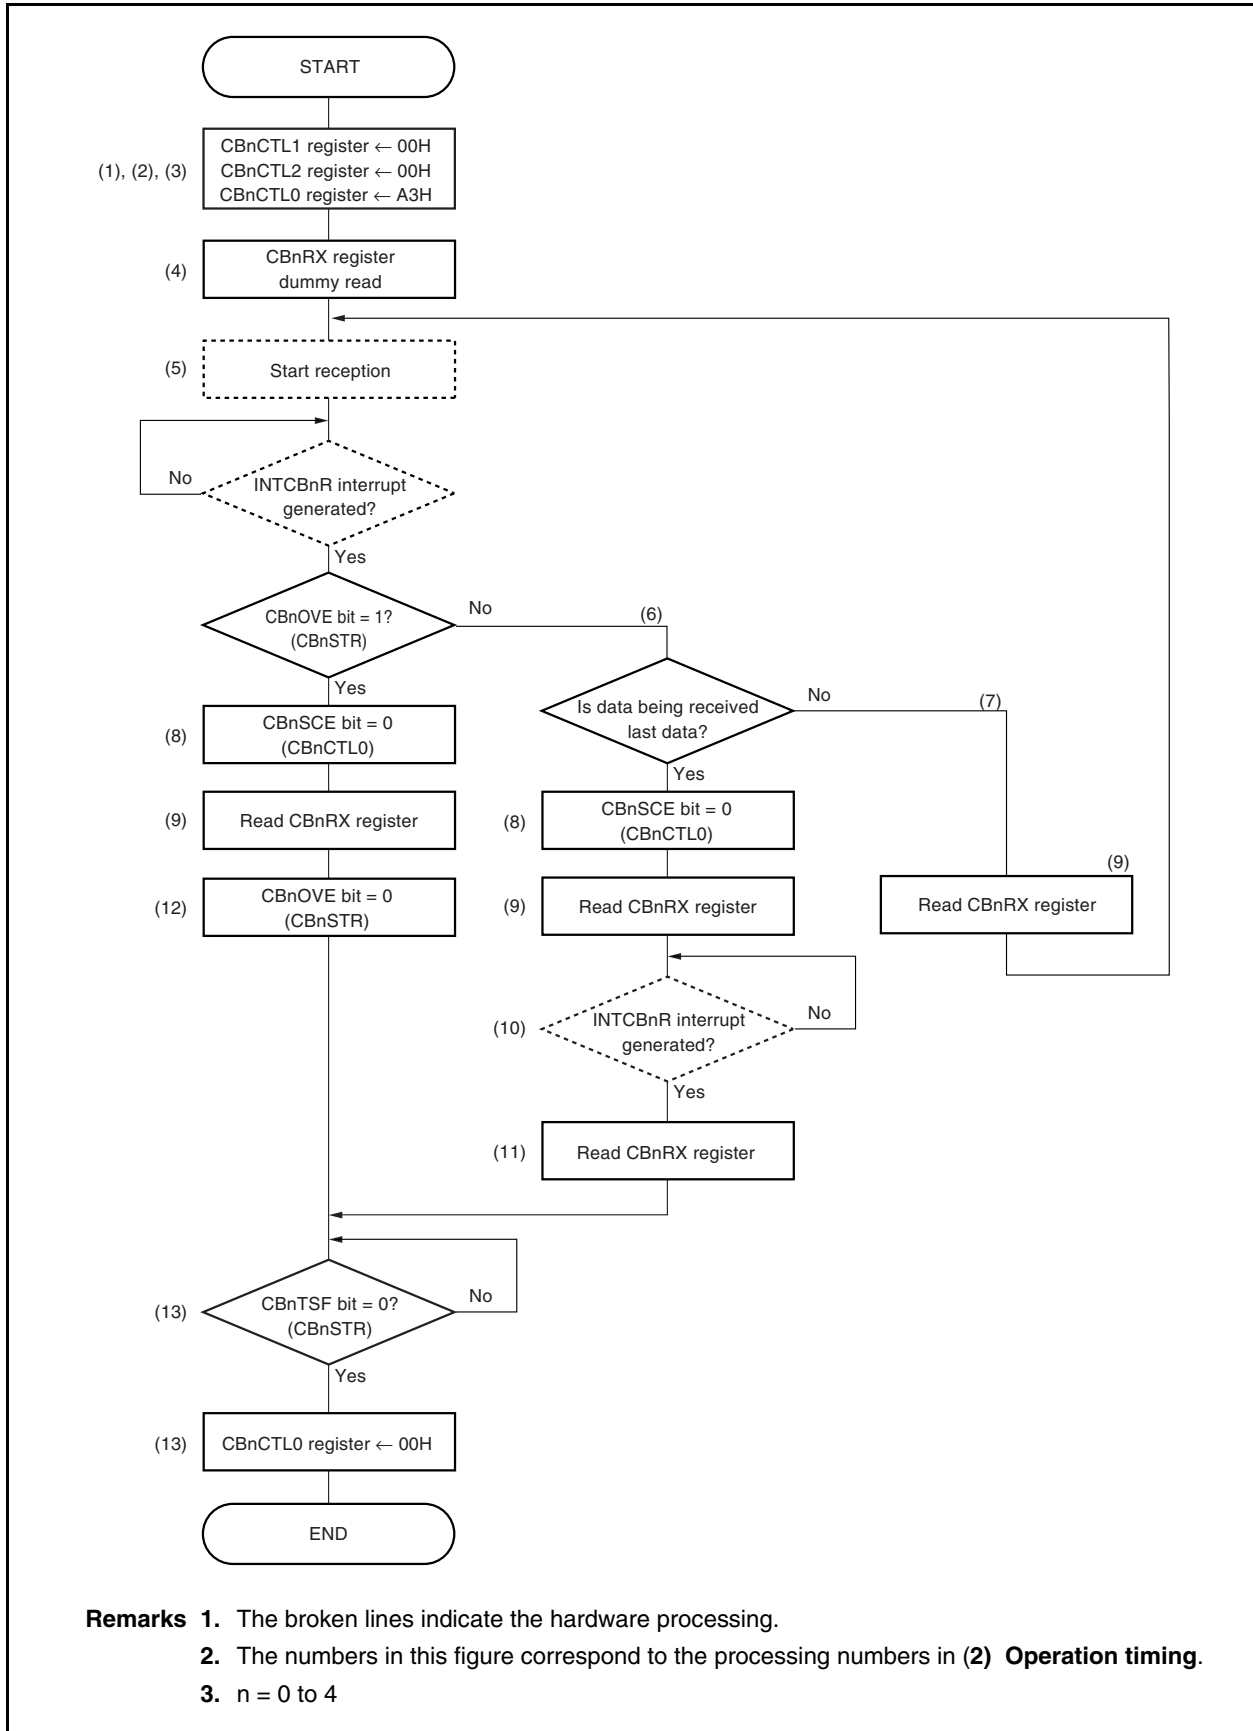 START
(1), (2), (3)
CBnCTL1 register ← 00H
CBnCTL2 register ← 00H
CBnCTL0 register ← A3H
(4)
CBnRX register
dummy read
(5)
Start reception
No
INTCBnR interrupt
generated?
Yes
CBnOVE bit = 1?
(CBnSTR)
No
(6)
Yes
Is data being received
last data?
No
(7)
Yes
(8)
CBnSCE bit = 0
(CBnCTL0)
(8)
CBnSCE bit = 0
(CBnCTL0)
(9)
Read CBnRX register
(9)
Read CBnRX register
(9)
Read CBnRX register
(12)
CBnOVE bit = 0
(CBnSTR)
(10)
INTCBnR interrupt
generated?
No
Yes
(11)
Read CBnRX register
(13)
CBnTSF bit = 0?
(CBnSTR)
No
Yes
(13)
CBnCTL0 register ← 00H
END
Remarks 1. The broken lines indicate the hardware processing.
2. The numbers in this figure correspond to the processing numbers in (2) Operation timing.
3. n = 0 to 4